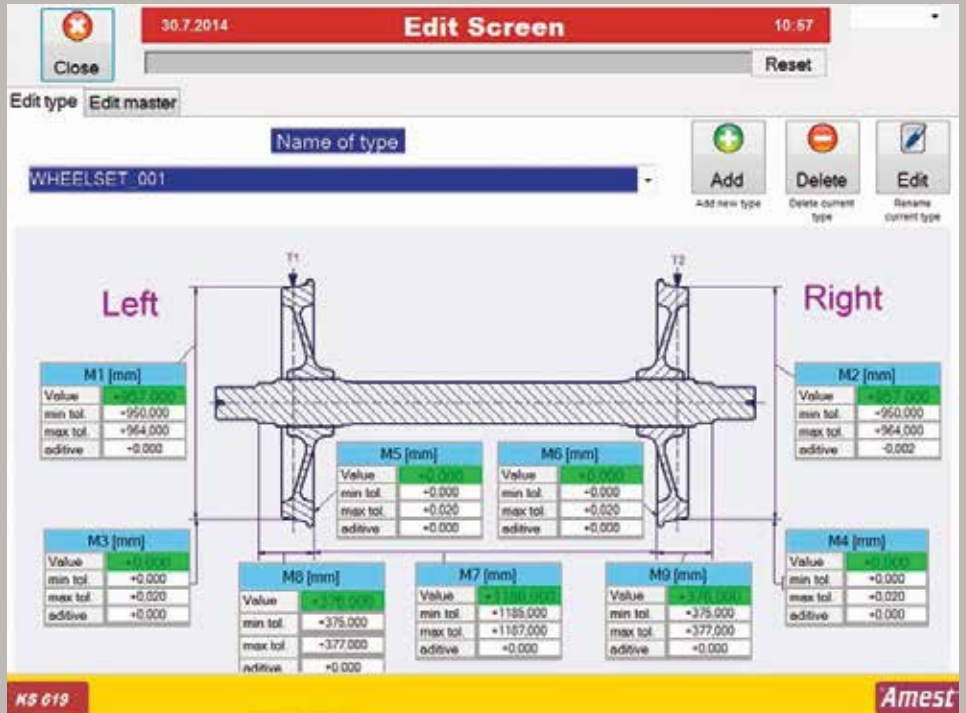 30.7.2014 Edit Screen 10:57
Close
Reset
Edit type Edit master
Name of type
WHEELSET_001
Add
Add new type
Delete
Delete current type
Edit
Rename current type
T1 T2
Left Right
M1 [mm]
Value +957,000
min tol. +950,000
max tol. +964,000
aditive +0,000
M2 [mm]
Value +957,000
min tol. +950,000
max tol. +964,000
aditive -0,002
M5 [mm]
Value +0,000
min tol. +0,000
max tol. +0,020
aditive +0,000
M6 [mm]
Value +0,000
min tol. +0,000
max tol. +0,020
aditive +0,000
M3 [mm]
Value +0,000
min tol. +0,000
max tol. +0,020
aditive +0,000
M4 [mm]
Value +0,000
min tol. +0,000
max tol. +0,020
aditive +0,000
M8 [mm]
Value +376,000
min tol. +375,000
max tol. +377,000
aditive +0,000
M7 [mm]
Value +1186,000
min tol. +1185,000
max tol. +1187,000
aditive +0,000
M9 [mm]
Value +376,000
min tol. +375,000
max tol. +377,000
aditive +0,000
KS 619 Amest